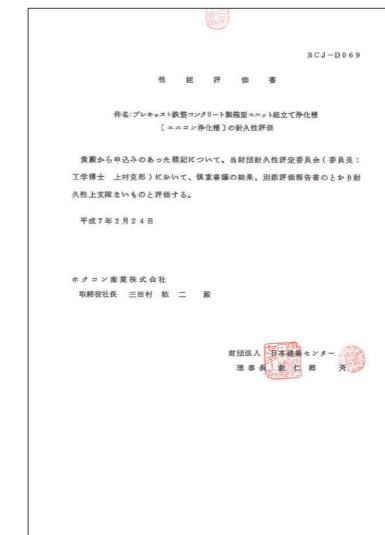 BCJ-D069
性能評価書
件名:プレキャスト鉄筋コンクリート製箱型ユニット組立て浄化槽
〔ユニコン浄化槽〕の耐久性評価
貴殿から申込みのあった標記について、当財団耐久性評定委員会(委員長:
工学博士 上村克郎)において、慎重審議の結果、別添評価報告書のとおり耐
久性上支障ないものと評価する。
平成7年2月24日
ホクコン産業株式会社
取締役社長 三田村 二 殿
財団法人 日本建築センター
理事長 仁郷 斉